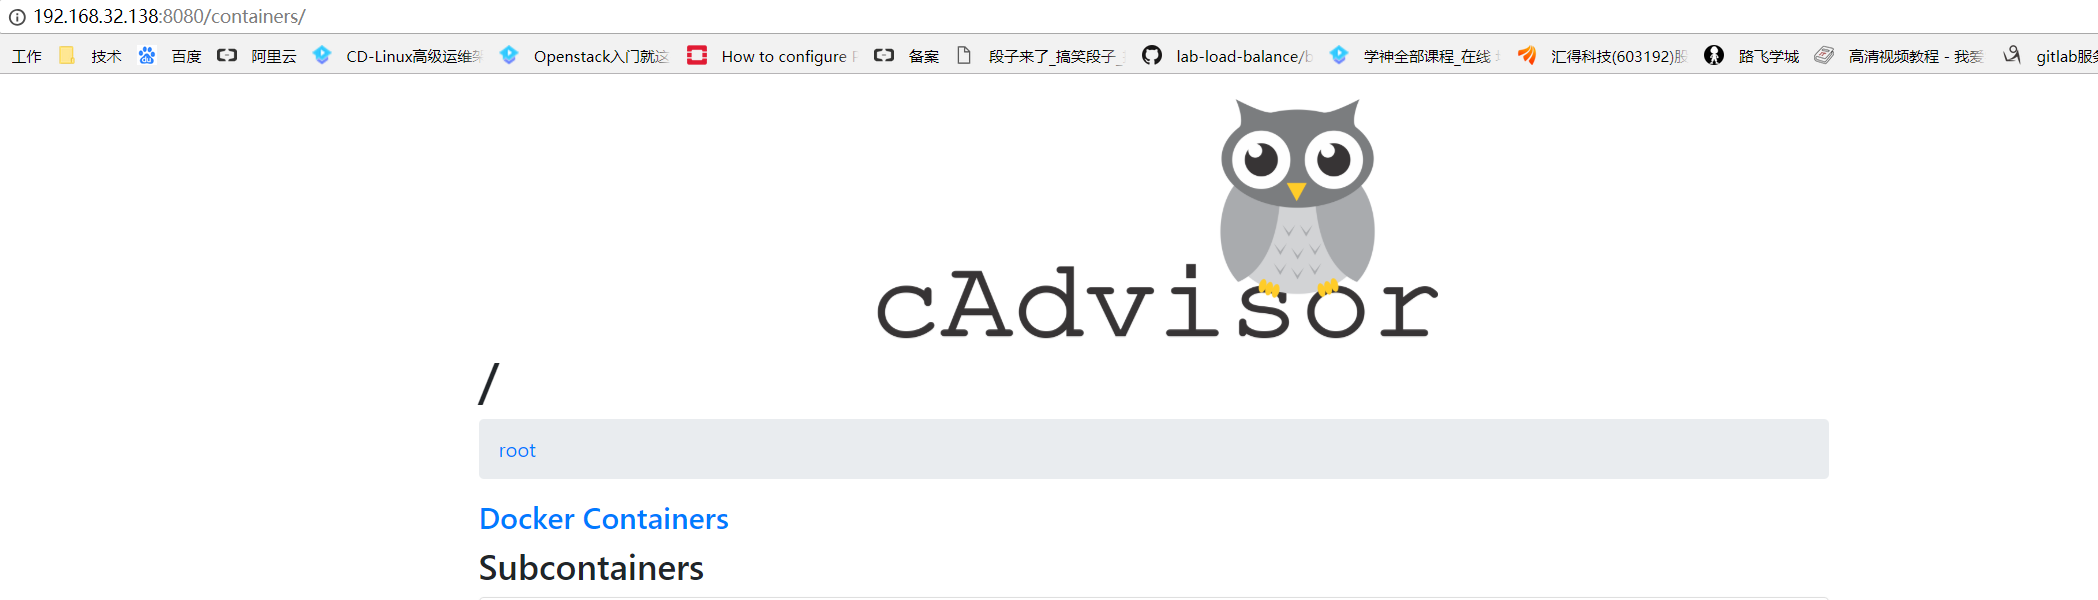 192.168.32.138:8080/containers/
工作 技术 百度 阿里云 CD-Linux高级运维架 Openstack入门就这 How to configure 备案 段子来了_搞笑段子_ lab-load-balance/b 学神全部课程_在线 汇得科技(603192)股 路飞学城 高清视频教程 - 我爱 gitlab服务
cAdvisor
/
root
Docker Containers
Subcontainers